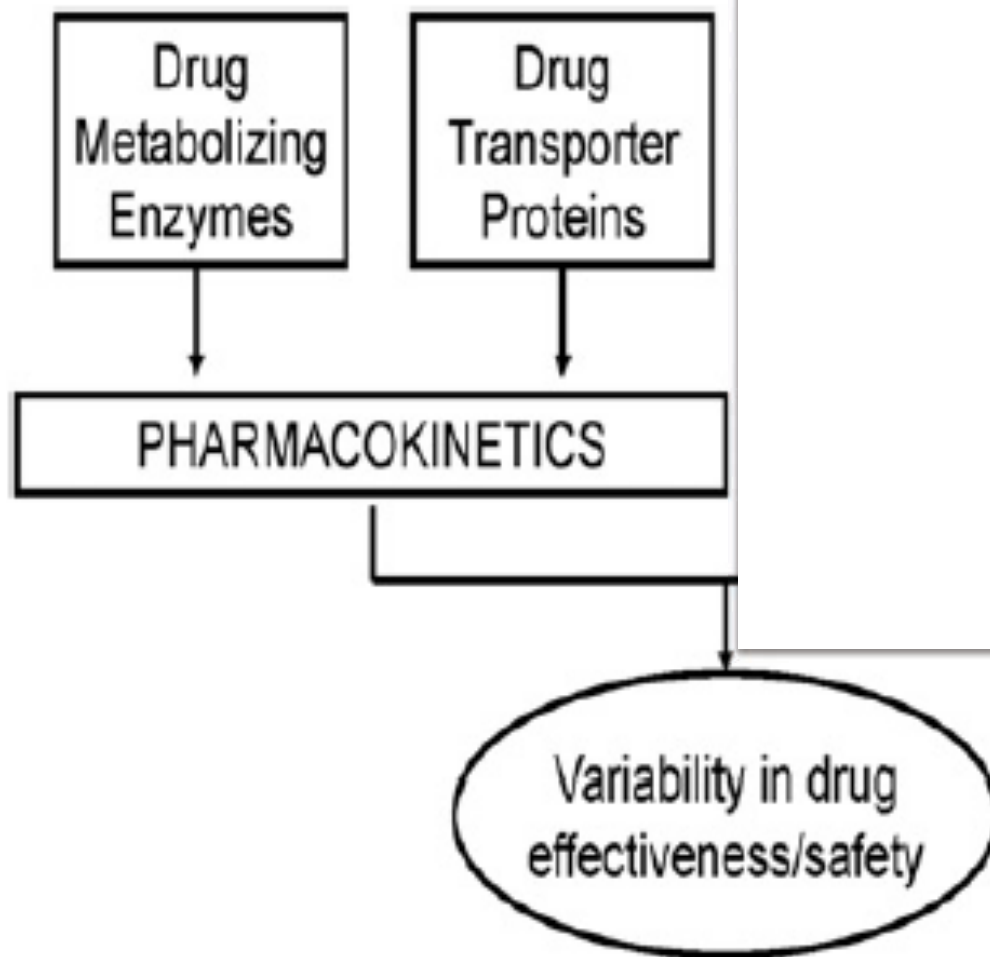 Drug
Metabolizing
Enzymes
Drug
Transporter
Proteins
PHARMACOKINETICS
Variability in drug
effectiveness/safety